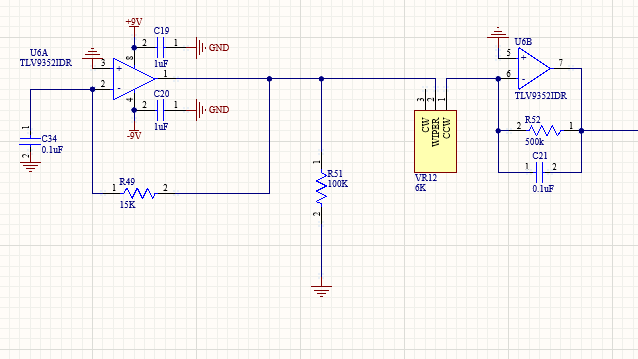 +9V
C19
2 1
GND
1uF
U6A
TLV9352IDR
3
+
8
1
2
-
4
C20
2 1
GND
1uF
-9V
1
C34
0.1uF
2
R49
1 2
15K
1
R51
100K
2
3 2 1
CW
WIPER
CCW
VR12
6K
U6B
5
+
7
6
-
TLV9352IDR
R52
2 1
500k
C21
1 2
0.1uF